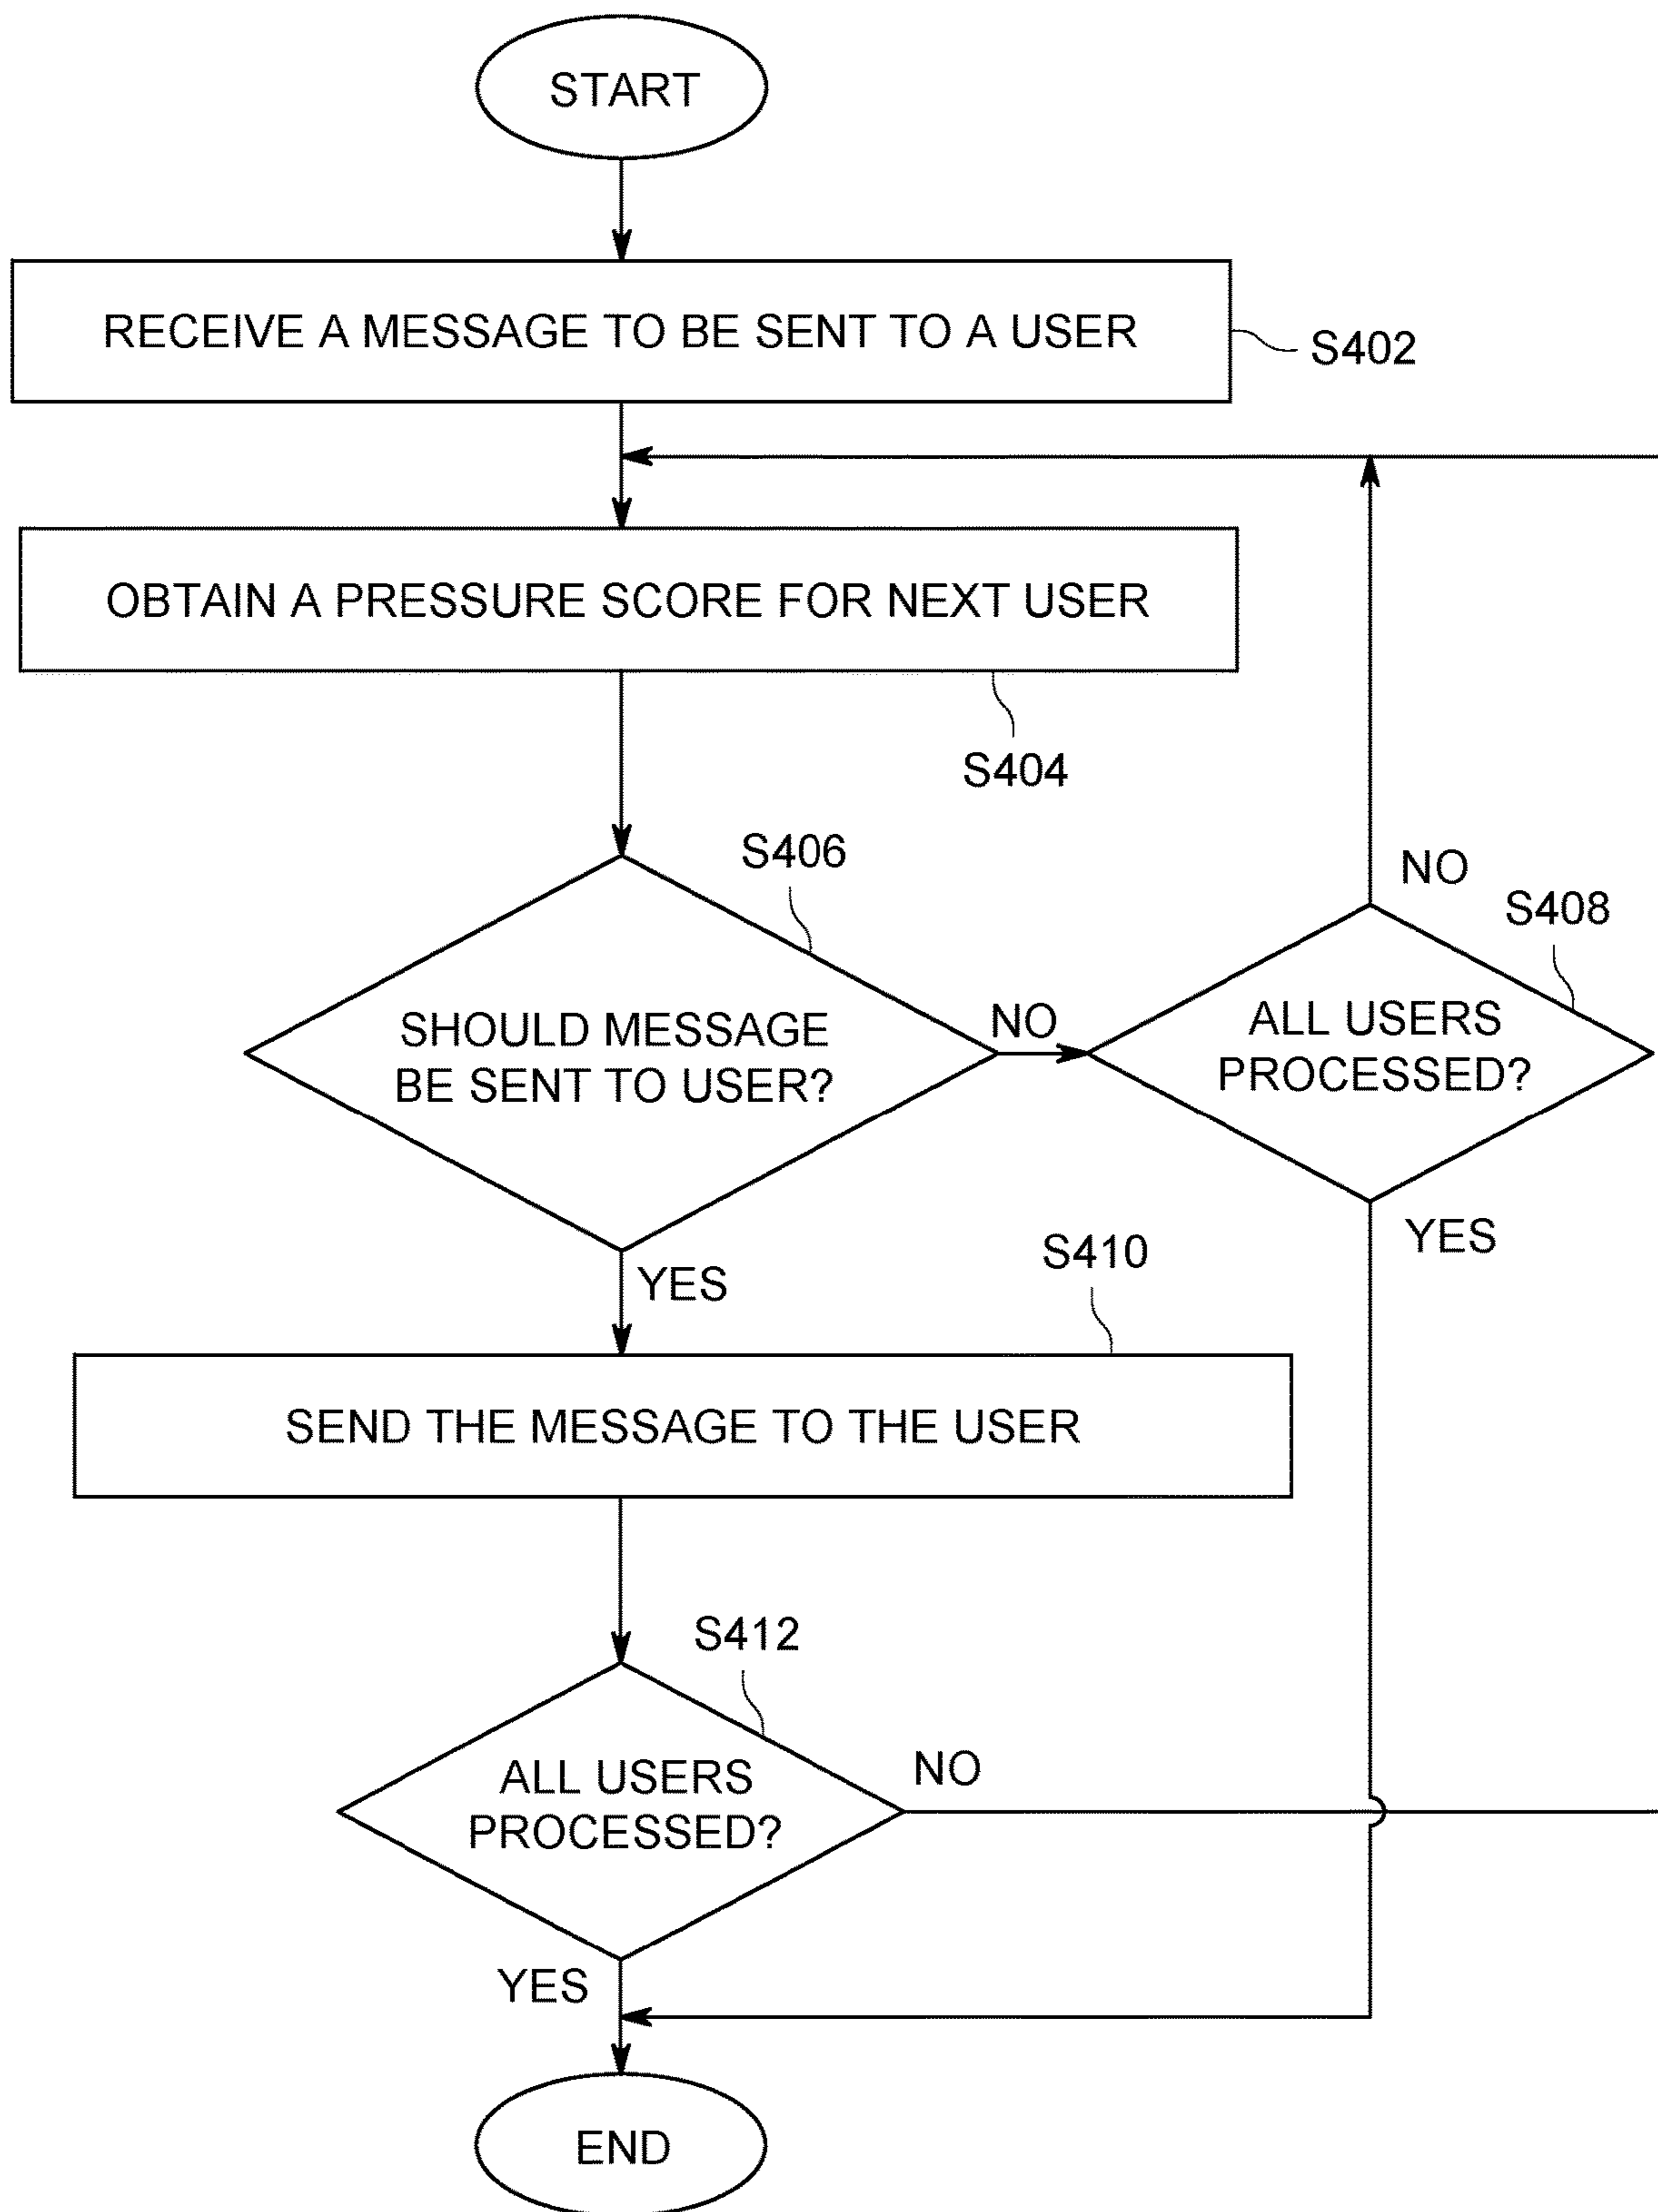 START
RECEIVE A MESSAGE TO BE SENT TO A USER
S402
OBTAIN A PRESSURE SCORE FOR NEXT USER
S404
S406
SHOULD MESSAGE
BE SENT TO USER?
NO
NO
S408
ALL USERS
PROCESSED?
YES
YES
S410
SEND THE MESSAGE TO THE USER
S412
ALL USERS
PROCESSED?
NO
YES
END